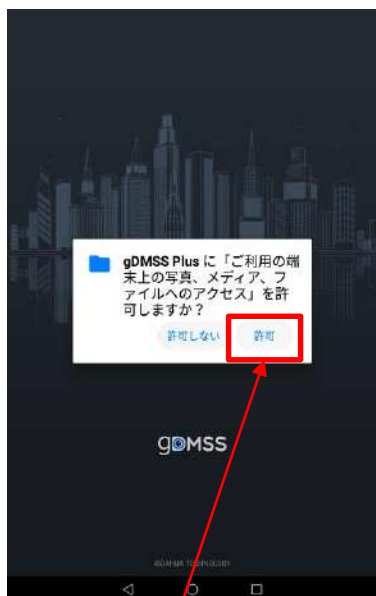 gDMSS Plus に「ご利用の端
末上の写真、メディア、フ
ァイルへのアクセス」を許
可しますか？
許可しない 許可
gDMSS
©DAHUA TECHNOLOGY